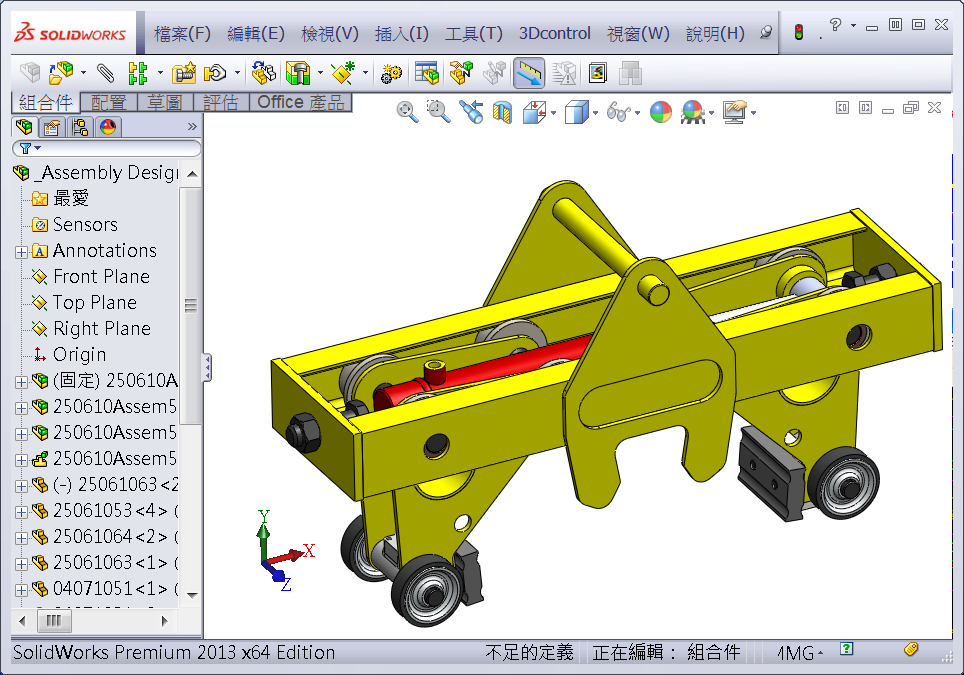 SOLIDWORKS 檔案(F) 編輯(E) 檢視(V) 插入(I) 工具(T) 3Dcontrol 視窗(W) 說明(H)
組合件 配置 草圖 評估 Office 產品
_Assembly Desigr
最愛
Sensors
Annotations
Front Plane
Top Plane
Right Plane
Origin
(固定) 250610A
250610Assem5
250610Assem5
250610Assem5
(-) 25061063<2
25061053<4> (
25061064<2> (
25061063<1> (
04071051<1> (
Y
X
Z
SolidWorks Premium 2013 x64 Edition 不足的定義 正在編輯： 組合件